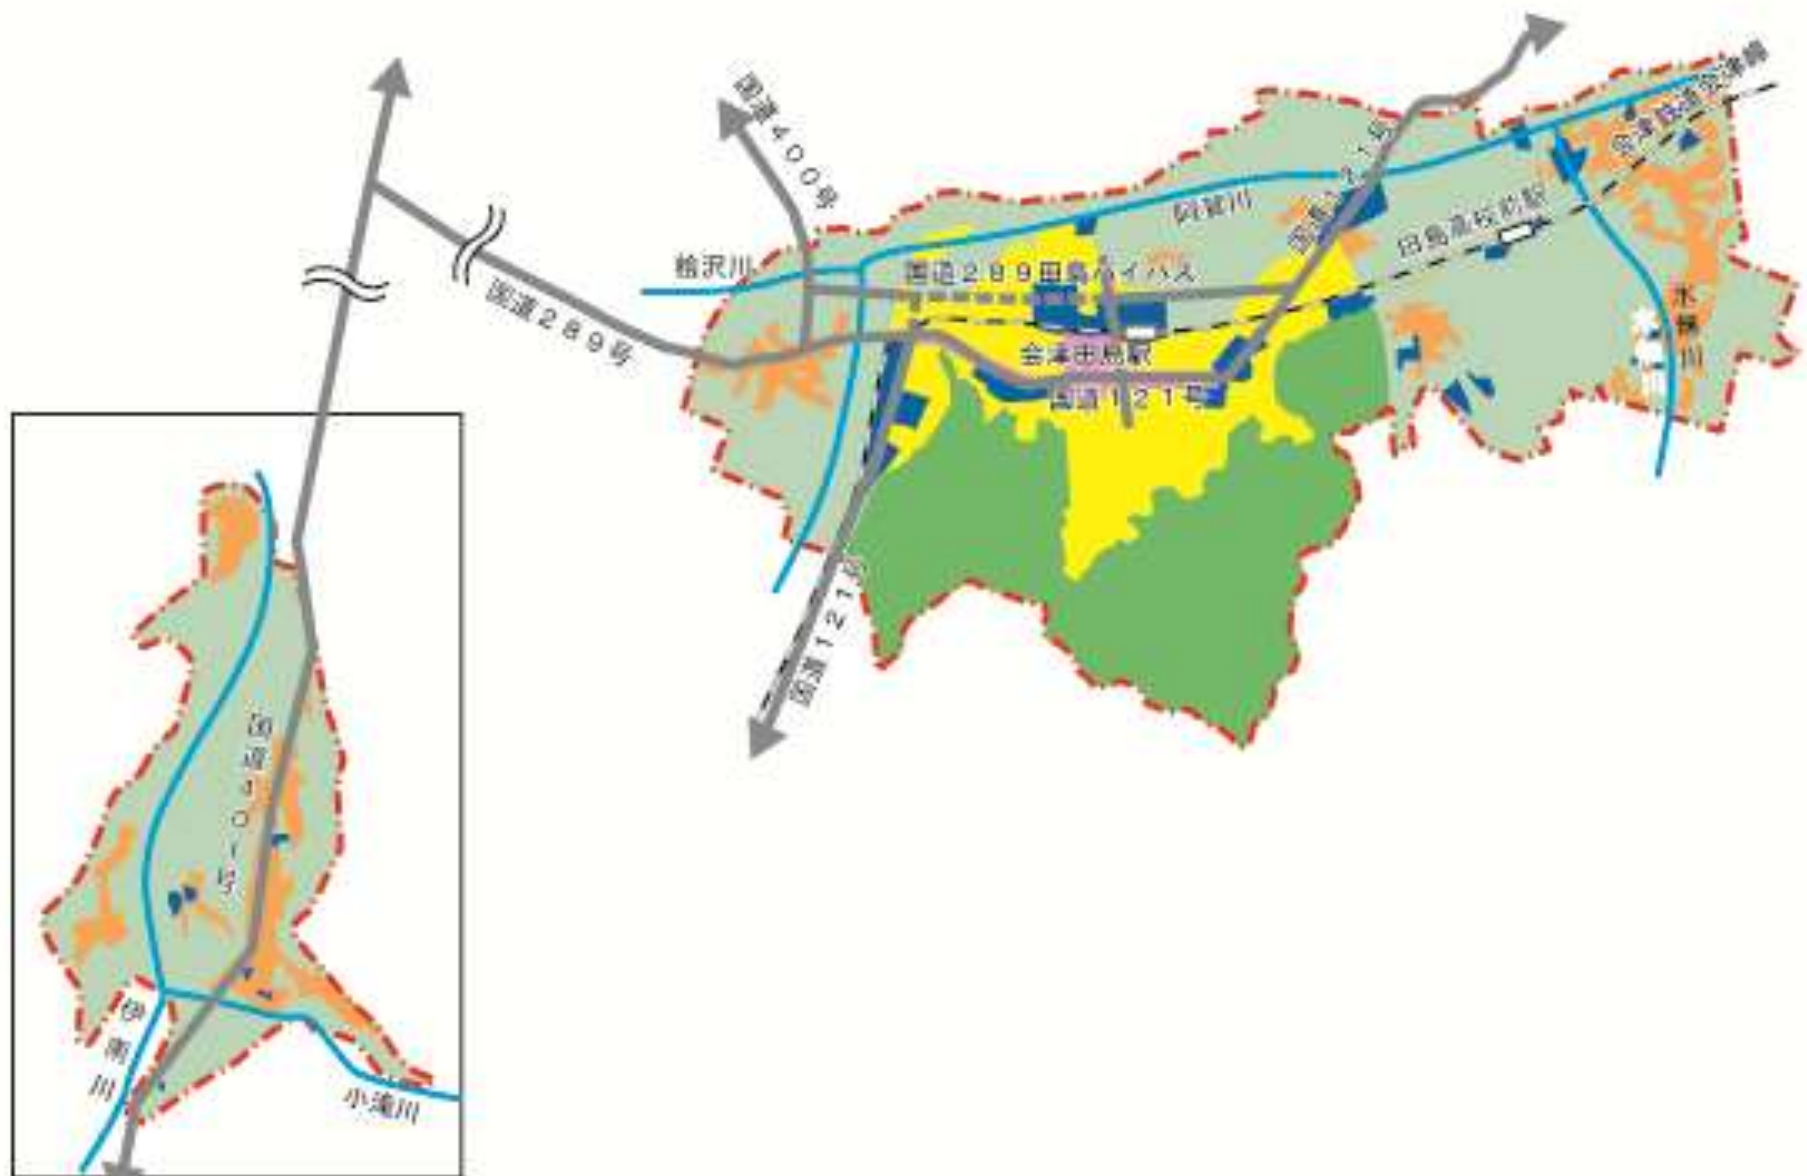 国道400号
会津鉄道会津線
国道121号
阿賀川
田島高校前駅
桧沢川
国道289田島バイパス
国道289号
会津田島駅
水無川
国道121号
国道121号
国道401号
伊南川
小滝川